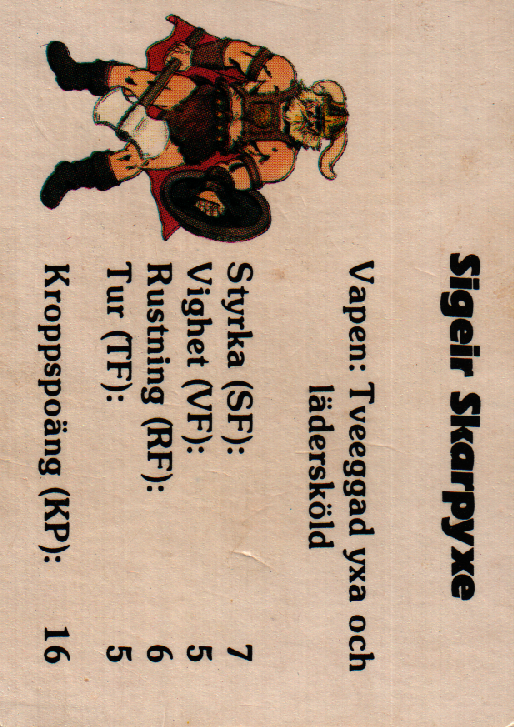 Sigeir Skarpyxe
Vapen: Tveeggad yxa och
lädersköld
Styrka (SF): 7
Vighet (VF): 5
Rustning (RF): 6
Tur (TF): 5
Kroppspoäng (KP): 16